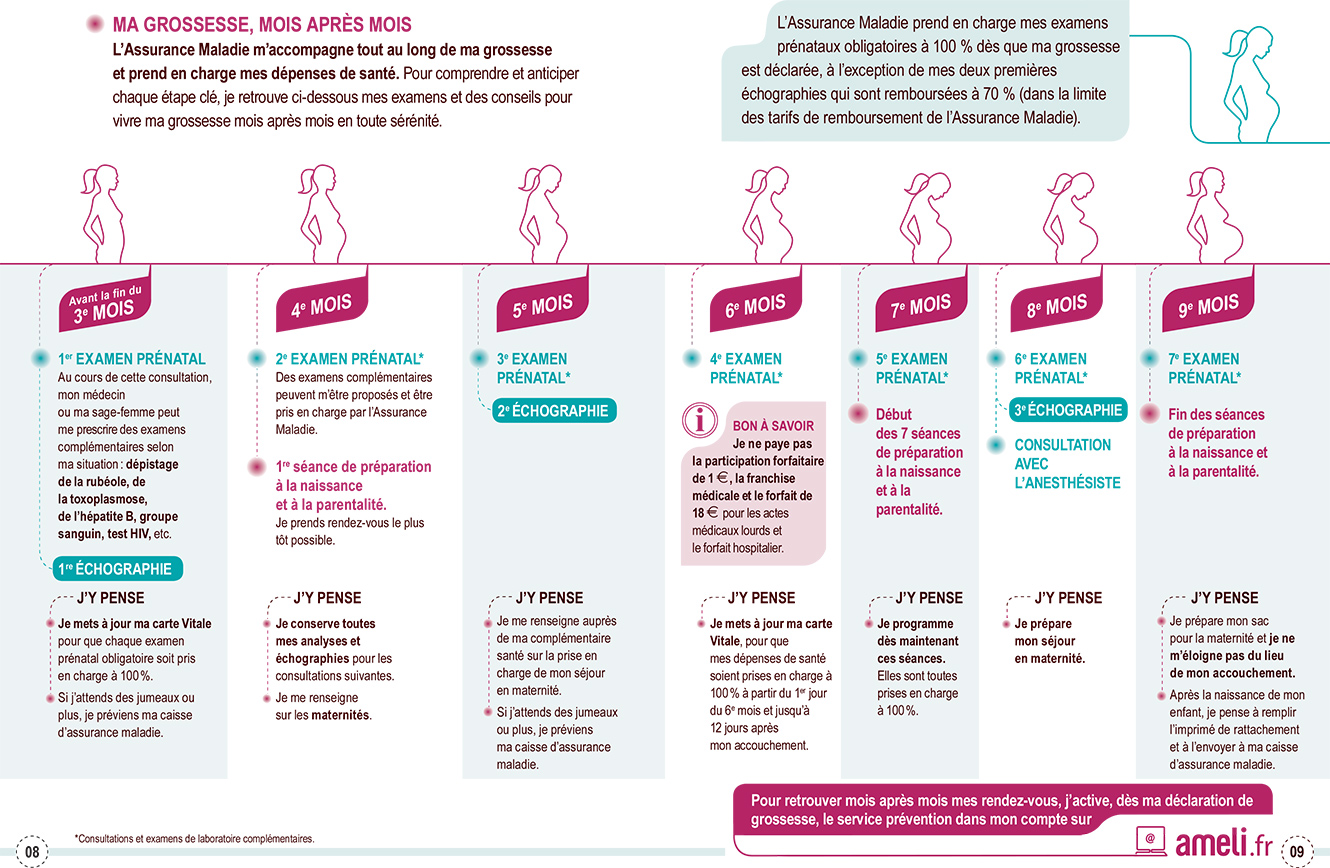 MA GROSSESSE, MOIS APRÈS MOIS
L’Assurance Maladie m’accompagne tout au long de ma grossesse
et prend en charge mes dépenses de santé. Pour comprendre et anticiper
chaque étape clé, je retrouve ci-dessous mes examens et des conseils pour
vivre ma grossesse mois après mois en toute sérénité.
L’Assurance Maladie prend en charge mes examens
prénataux obligatoires à 100 % dès que ma grossesse
est déclarée, à l’exception de mes deux premières
échographies qui sont remboursées à 70 % (dans la limite
des tarifs de remboursement de l’Assurance Maladie).
Avant la fin du
3e MOIS
1er EXAMEN PRÉNATAL
Au cours de cette consultation,
mon médecin
ou ma sage-femme peut
me prescrire des examens
complémentaires selon
ma situation : dépistage
de la rubéole, de
la toxoplasmose,
de l’hépatite B, groupe
sanguin, test HIV, etc.
1re ÉCHOGRAPHIE
J’Y PENSE
Je mets à jour ma carte Vitale
pour que chaque examen
prénatal obligatoire soit pris
en charge à 100 %.
Si j’attends des jumeaux ou
plus, je préviens ma caisse
d’assurance maladie.
4e MOIS
2e EXAMEN PRÉNATAL*
Des examens complémentaires
peuvent m’être proposés et être
pris en charge par l’Assurance
Maladie.
1re séance de préparation
à la naissance
et à la parentalité.
Je prends rendez-vous le plus
tôt possible.
J’Y PENSE
Je conserve toutes
mes analyses et
échographies pour les
consultations suivantes.
Je me renseigne
sur les maternités.
5e MOIS
3e EXAMEN
PRÉNATAL*
2e ÉCHOGRAPHIE
J’Y PENSE
Je me renseigne auprès
de ma complémentaire
santé sur la prise en
charge de mon séjour
en maternité.
Si j’attends des jumeaux
ou plus, je préviens
ma caisse d’assurance
maladie.
6e MOIS
4e EXAMEN
PRÉNATAL*
i
BON À SAVOIR
Je ne paye pas
la participation forfaitaire
de 1 €, la franchise
médicale et le forfait de
18 € pour les actes
médicaux lourds et
le forfait hospitalier.
J’Y PENSE
Je mets à jour ma carte
Vitale, pour que
mes dépenses de santé
soient prises en charge à
100 % à partir du 1er jour
du 6e mois et jusqu’à
12 jours après
mon accouchement.
7e MOIS
5e EXAMEN
PRÉNATAL*
Début
des 7 séances
de préparation
à la naissance
et à la
parentalité.
J’Y PENSE
Je programme
dès maintenant
ces séances.
Elles sont toutes
prises en charge
à 100 %.
8e MOIS
6e EXAMEN
PRÉNATAL*
3e ÉCHOGRAPHIE
CONSULTATION
AVEC
L’ANESTHÉSISTE
J’Y PENSE
Je prépare
mon séjour
en maternité.
9e MOIS
7e EXAMEN
PRÉNATAL*
Fin des séances
de préparation
à la naissance et
à la parentalité.
J’Y PENSE
Je prépare mon sac
pour la maternité et je ne
m’éloigne pas du lieu
de mon accouchement.
Après la naissance de mon
enfant, je pense à remplir
l’imprimé de rattachement
et à l’envoyer à ma caisse
d’assurance maladie.
Pour retrouver mois après mois mes rendez-vous, j’active, dès ma déclaration de
grossesse, le service prévention dans mon compte sur
@ ameli.fr
*Consultations et examens de laboratoire complémentaires.
08
09